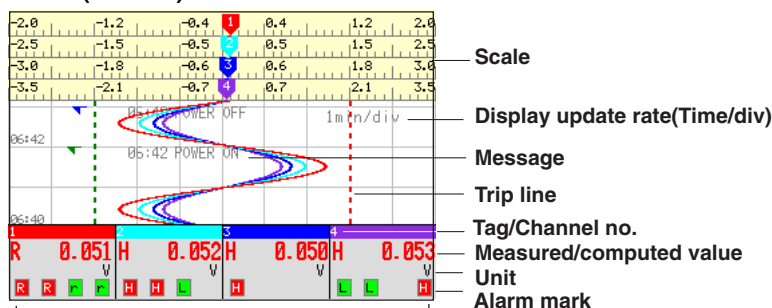 -2.0 -1.2 -0.4 1 0.4 1.2 2.0
-2.5 -1.5 -0.5 2 0.5 1.5 2.5
-3.0 -1.8 -0.6 3 0.6 1.8 3.0
-3.5 -2.1 -0.7 4 0.7 2.1 3.5
Scale
POWER OFF
1min/div
Display update rate(Time/div)
06:42
06:42 POWER ON
Message
Trip line
06:40
1 2 3 4
Tag/Channel no.
R 0.051 H 0.052 H 0.050 H 0.053
Measured/computed value
V V V V
Unit
R R r r H H L H L L H
Alarm mark